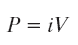 P = iV